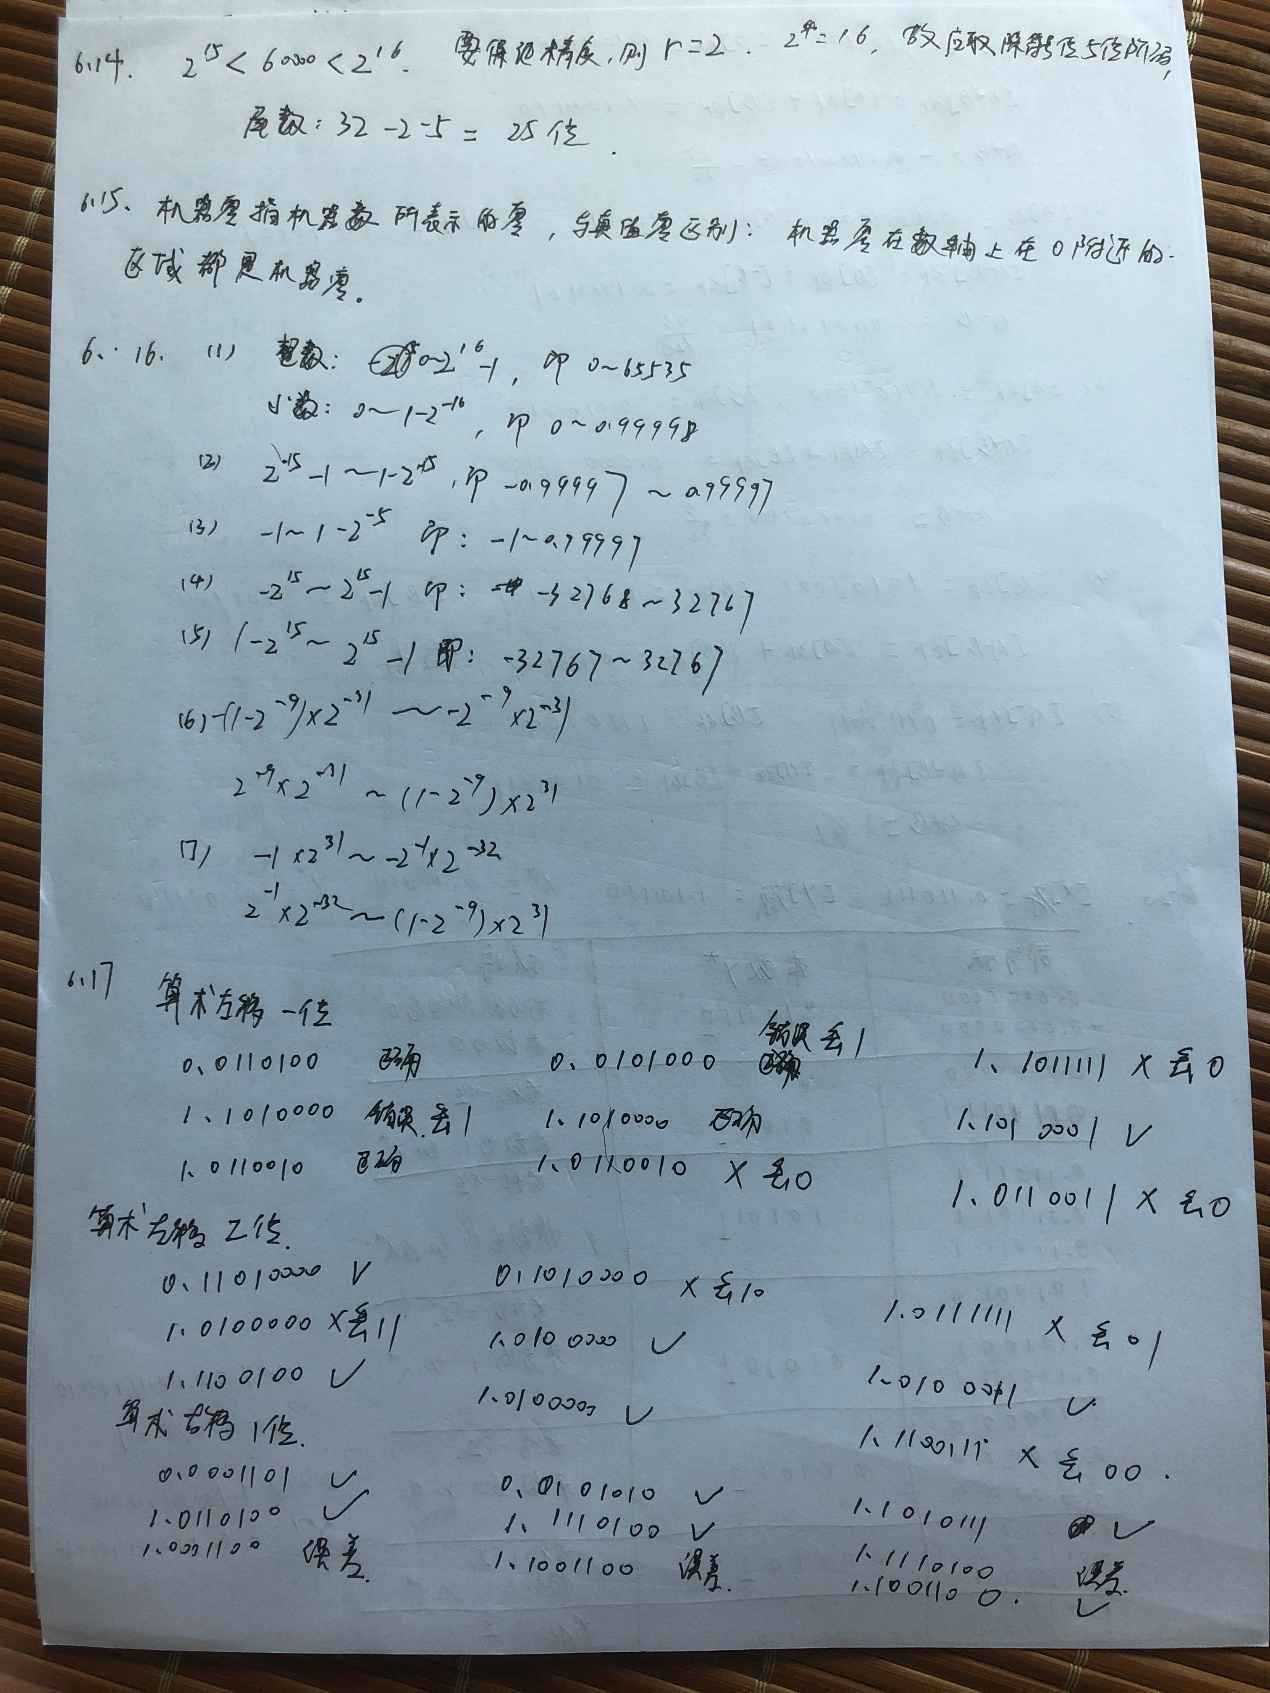 6.14. 2^15 < 60000 < 2^16. 要保证精度,则 r=2. 2^4=16, 故应取除阶符位5位阶码,
尾数: 32-2-5 = 25位.
6.15、机器零指机器数所表示的零,与真值零区别: 机器零在数轴上在0附近的
区域都是机器零。
6.16. (1) 整数: 0~2^16-1, 即 0~65535
小数: 0~1-2^-16, 即 0~0.99998
(2) 2^-15-1~1-2^-15, 即 -0.99997~0.99997
(3) -1~1-2^-5 即: -1~0.99997
(4) -2^15~2^15-1 即: -32768~32767
(5) 1-2^15~2^15-1 即: -32767~32767
(6) -(1-2^-9)×2^-31 ~ -2^-9×2^-31
2^-9×2^-31 ~ (1-2^-9)×2^31
(7) -1×2^31~-2^-1×2^-32
2^-1×2^-32~(1-2^-9)×2^31
6.17 算术左移一位
0.0110100 正确 0.0101000 错误 丢1 1.1011111 × 丢0
1.1010000 错误.丢1 1.1010000 正确 1.1010001 √
1.0110010 正确 1.0110010 × 丢0 1.0110011 × 丢0
算术左移2位.
0.11010000 √ 0.1010000 × 丢10 1.0111111 × 丢01
1.0100000 ×丢11 1.0100000 √ 1.0100011 √
1.1100100 √ 1.0100000 √ 1.1100111 × 丢00.
算术右移1位.
0.0001101 √ 0.0101010 √ 1.1010111 √
1.0110100 √ 1.1110100 √ 1.1110100 误差.
1.0001100 误差. 1.1001100 误差. 1.1001100. √